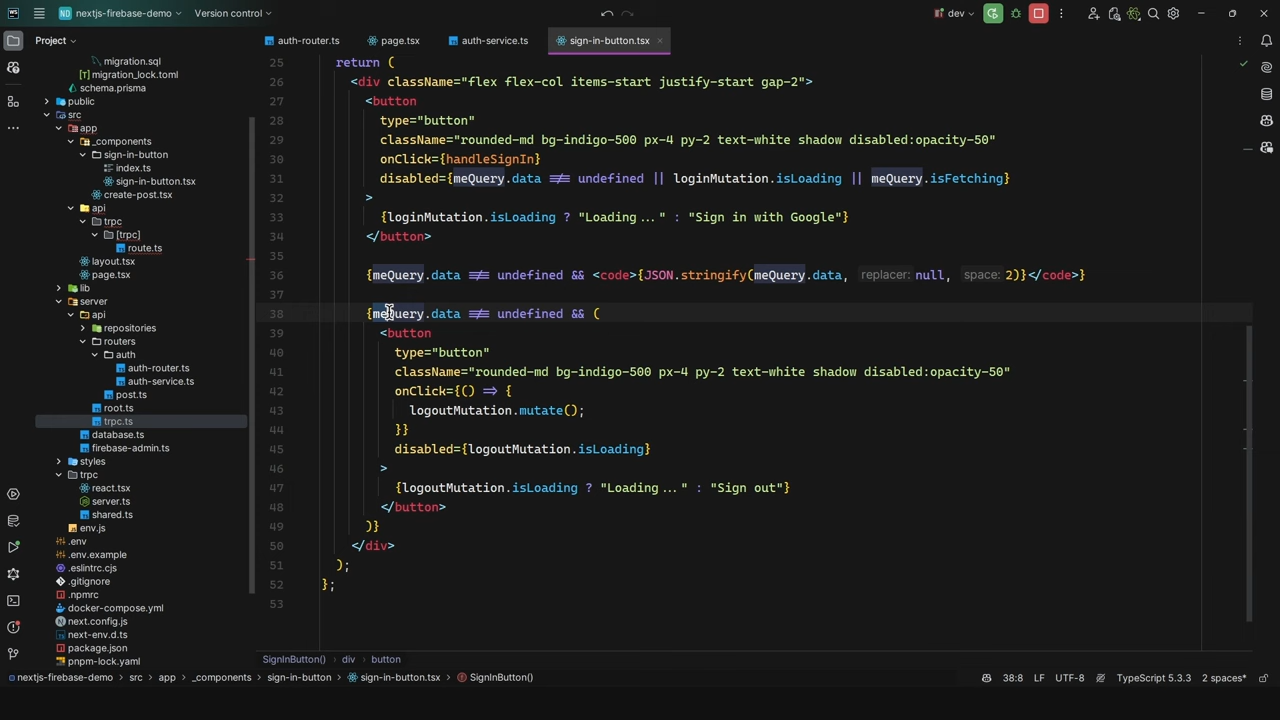 WS
ND nextjs-firebase-demo
Version control
dev
Project
auth-router.ts
page.tsx
auth-service.ts
sign-in-button.tsx
migration.sql
migration_lock.toml
schema.prisma
public
src
app
_components
sign-in-button
index.ts
sign-in-button.tsx
create-post.tsx
api
trpc
[trpc]
route.ts
layout.tsx
page.tsx
lib
server
api
repositories
routers
auth
auth-router.ts
auth-service.ts
post.ts
root.ts
trpc.ts
database.ts
firebase-admin.ts
styles
trpc
react.tsx
server.ts
shared.ts
env.js
.env
.env.example
.eslintrc.cjs
.gitignore
.npmrc
docker-compose.yml
next.config.js
next-env.d.ts
package.json
pnpm-lock.yaml
25 return (
26 <div className="flex flex-col items-start justify-start gap-2">
27 <button
28 type="button"
29 className="rounded-md bg-indigo-500 px-4 py-2 text-white shadow disabled:opacity-50"
30 onClick={handleSignIn}
31 disabled={meQuery.data !== undefined || loginMutation.isLoading || meQuery.isFetching}
32 >
33 {loginMutation.isLoading ? "Loading..." : "Sign in with Google"}
34 </button>
35
36 {meQuery.data !== undefined && <code>{JSON.stringify(meQuery.data, replacer: null, space: 2)}</code>}
37
38 {meQuery.data !== undefined && (
39 <button
40 type="button"
41 className="rounded-md bg-indigo-500 px-4 py-2 text-white shadow disabled:opacity-50"
42 onClick={() => {
43 logoutMutation.mutate();
44 }}
45 disabled={logoutMutation.isLoading}
46 >
47 {logoutMutation.isLoading ? "Loading..." : "Sign out"}
48 </button>
49 )}
50 </div>
51 );
52 };
53
SignInButton() div button
nextjs-firebase-demo src app _components sign-in-button sign-in-button.tsx SignInButton()
38:8 LF UTF-8 TypeScript 5.3.3 2 spaces*